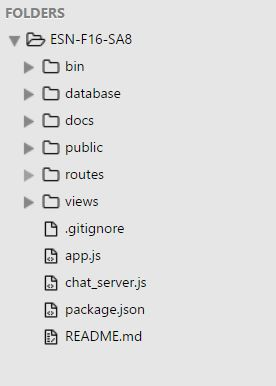 FOLDERS
ESN-F16-SA8
bin
database
docs
public
routes
views
.gitignore
app.js
chat_server.js
package.json
README.md